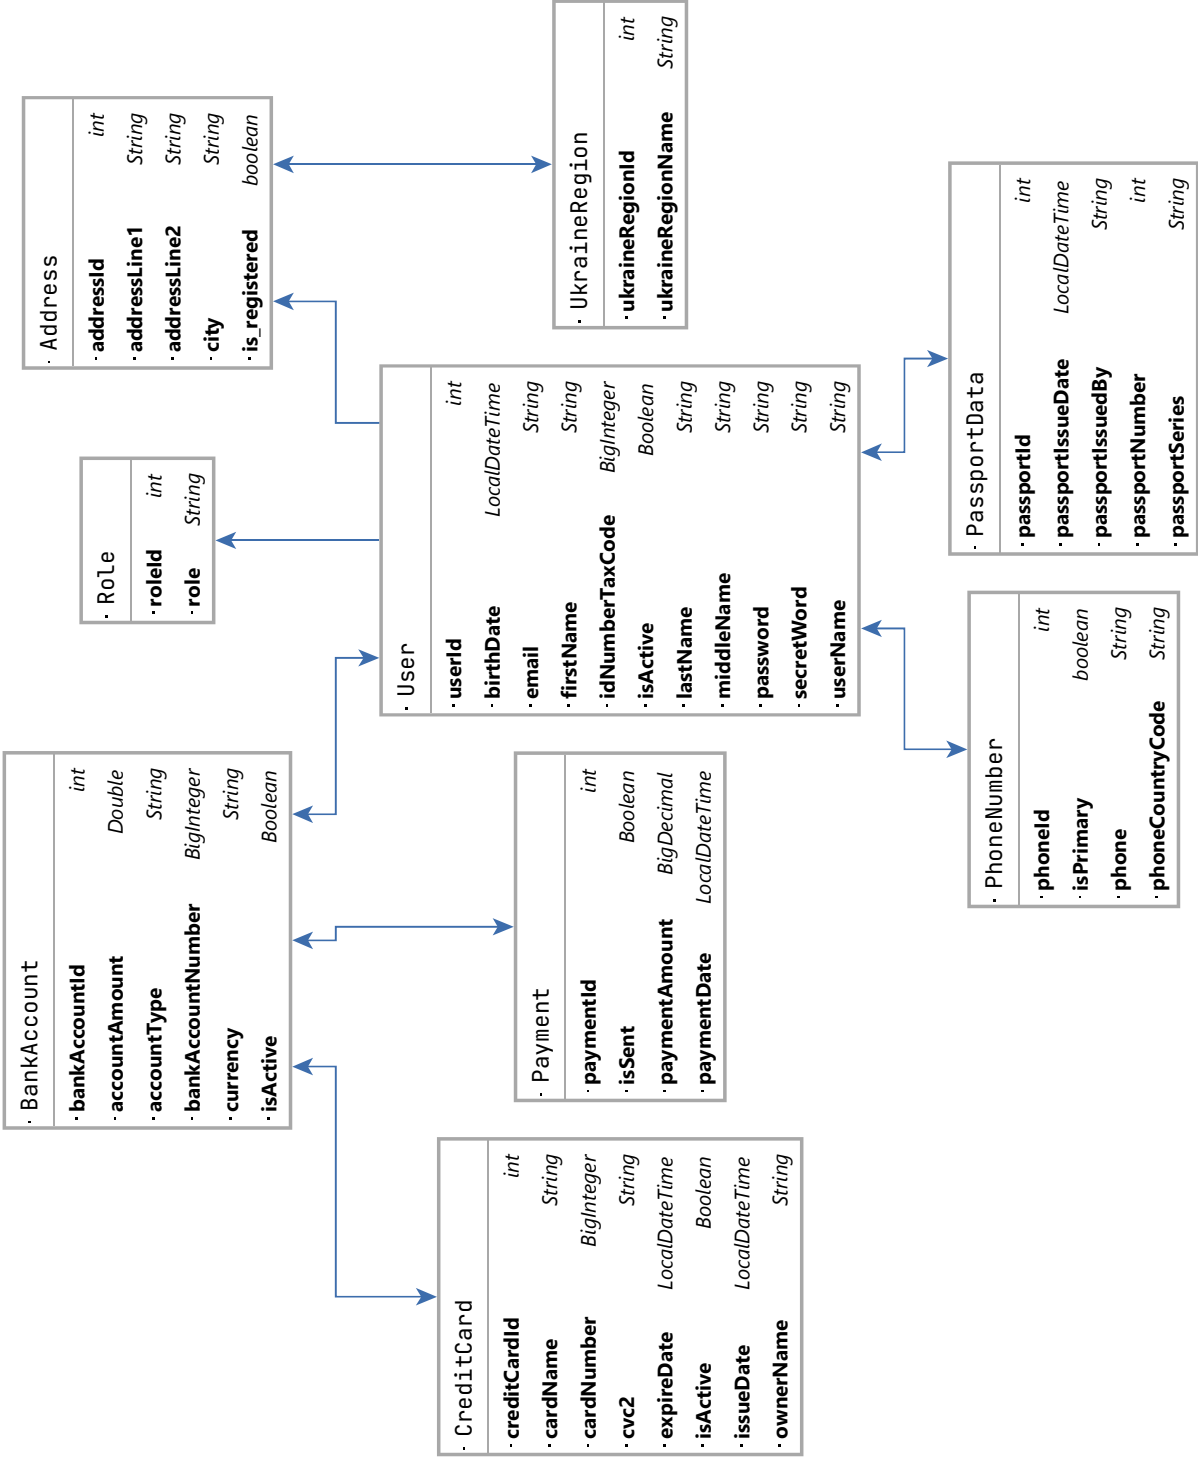 BankAccount
bankAccountId int
accountAmount Double
accountType String
bankAccountNumber BigInteger
currency String
isActive Boolean
Role
roleId int
role String
Address
addressId int
addressLine1 String
addressLine2 String
city String
is_registered boolean
CreditCard
creditCardId int
cardName String
cardNumber BigInteger
cvc2 String
expireDate LocalDateTime
isActive Boolean
issueDate LocalDateTime
ownerName String
Payment
paymentId int
isSent Boolean
paymentAmount BigDecimal
paymentDate LocalDateTime
User
userId int
birthDate LocalDateTime
email String
firstName String
idNumberTaxCode BigInteger
isActive Boolean
lastName String
middleName String
password String
secretWord String
userName String
UkraineRegion
ukraineRegionId int
ukraineRegionName String
PhoneNumber
phoneId int
isPrimary boolean
phone String
phoneCountryCode String
PassportData
passportId int
passportIssueDate LocalDateTime
passportIssuedBy String
passportNumber int
passportSeries String